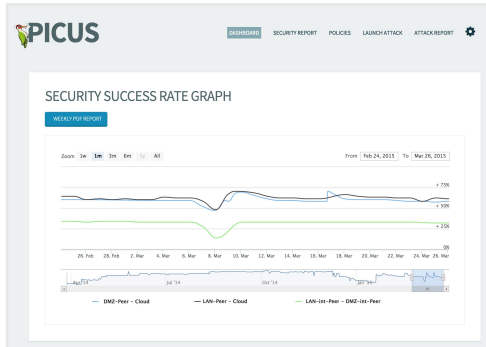 PICUS
DASHBOARD SECURITY REPORT POLICIES LAUNCH ATTACK ATTACK REPORT
SECURITY SUCCESS RATE GRAPH
WEEKLY PDF REPORT
Zoom 1w 1m 3m 6m 1y All From Feb 24, 2015 To Mar 26, 2015
+ 75%
+ 50%
+ 25%
0%
26. Feb 28. Feb 2. Mar 4. Mar 6. Mar 8. Mar 10. Mar 12. Mar 14. Mar 16. Mar 18. Mar 20. Mar 22. Mar 24. Mar 26. Mar
Apr '14 Jul '14 Oct '14 Jan '15
DMZ-Peer - Cloud LAN-Peer - Cloud LAN-int-Peer - DMZ-int-Peer